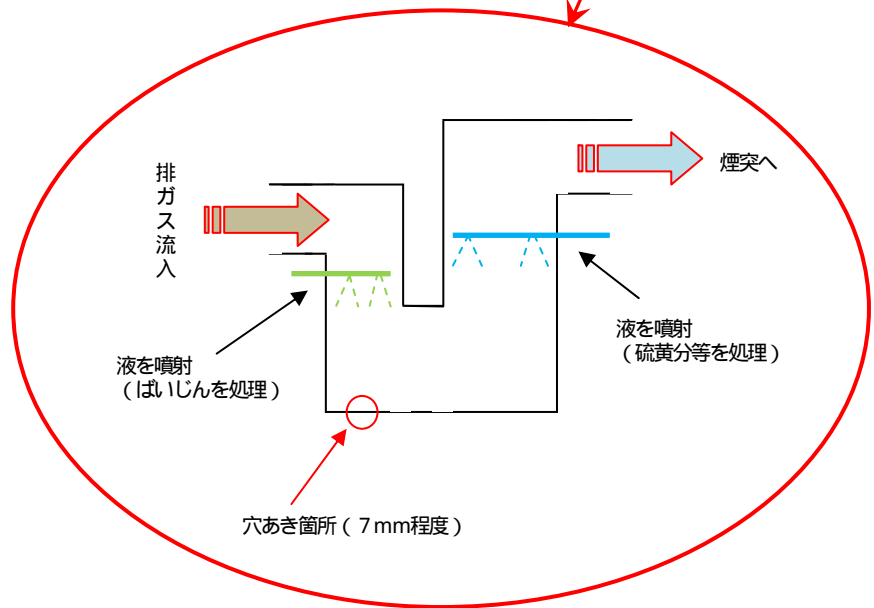 排ガス流入
煙突へ
液を噴射
（ばいじんを処理）
液を噴射
（硫黄分等を処理）
穴あき箇所（７mm程度）